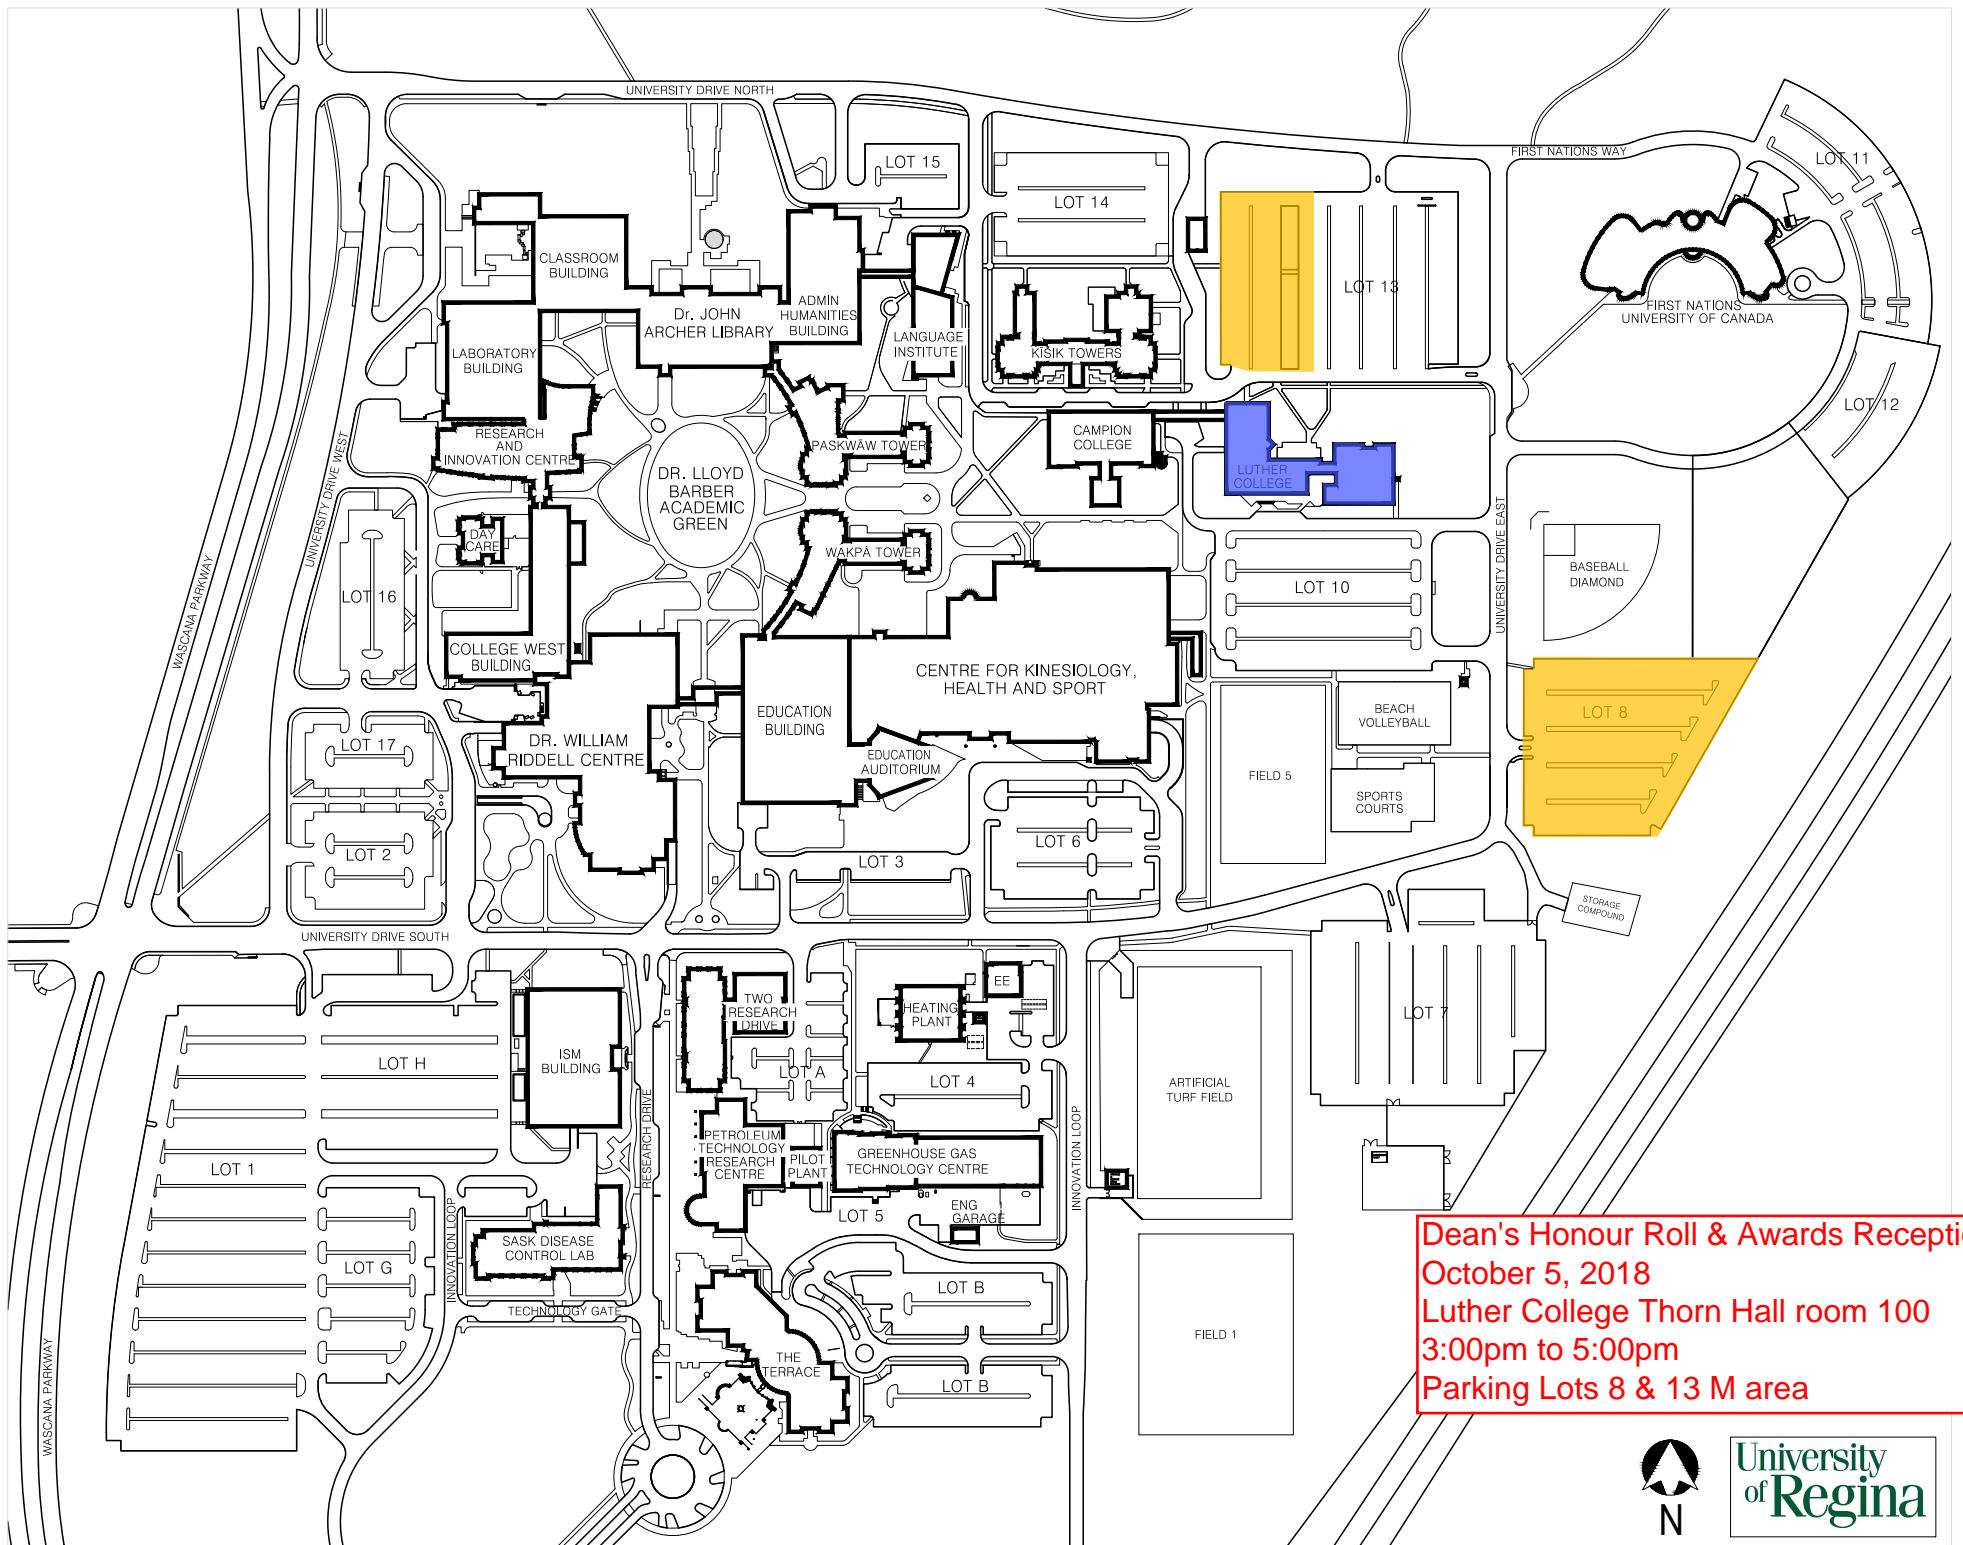 UNIVERSITY DRIVE NORTH
FIRST NATIONS WAY
LOT 15
LOT 11
LOT 14
CLASSROOM
BUILDING
ADMIN
HUMANITIES
BUILDING
Dr. JOHN
ARCHER LIBRARY
LOT 13
FIRST NATIONS
UNIVERSITY OF CANADA
LANGUAGE
INSTITUTE
KĪSIK TOWERS
LABORATORY
BUILDING
LOT 12
RESEARCH
AND
INNOVATION CENTRE
PASKWĀW TOWER
CAMPION
COLLEGE
LUTHER
COLLEGE
DR. LLOYD
BARBER
ACADEMIC
GREEN
UNIVERSITY DRIVE WEST
UNIVERSITY DRIVE EAST
DAY
CARE
WAKPĀ TOWER
BASEBALL
DIAMOND
WASCANA PARKWAY
LOT 16
LOT 10
COLLEGE WEST
BUILDING
CENTRE FOR KINESIOLOGY,
HEALTH AND SPORT
EDUCATION
BUILDING
BEACH
VOLLEYBALL
LOT 8
LOT 17
DR. WILLIAM
RIDDELL CENTRE
EDUCATION
AUDITORIUM
FIELD 5
SPORTS
COURTS
LOT 2
LOT 3
LOT 6
STORAGE
COMPOUND
UNIVERSITY DRIVE SOUTH
TWO
RESEARCH
DRIVE
EE
HEATING
PLANT
LOT 7
LOT H
ISM
BUILDING
LOT A
LOT 4
ARTIFICIAL
TURF FIELD
RESEARCH DRIVE
INNOVATION LOOP
PETROLEUM
TECHNOLOGY
RESEARCH
CENTRE
PILOT
PLANT
GREENHOUSE GAS
TECHNOLOGY CENTRE
LOT 1
LOT 5
ENG
GARAGE
INNOVATION LOOP
SASK DISEASE
CONTROL LAB
LOT G
LOT B
TECHNOLOGY GATE
FIELD 1
THE
TERRACE
LOT B
WASCANA PARKWAY
Dean's Honour Roll & Awards Recepti
October 5, 2018
Luther College Thorn Hall room 100
3:00pm to 5:00pm
Parking Lots 8 & 13 M area
N
University
of Regina